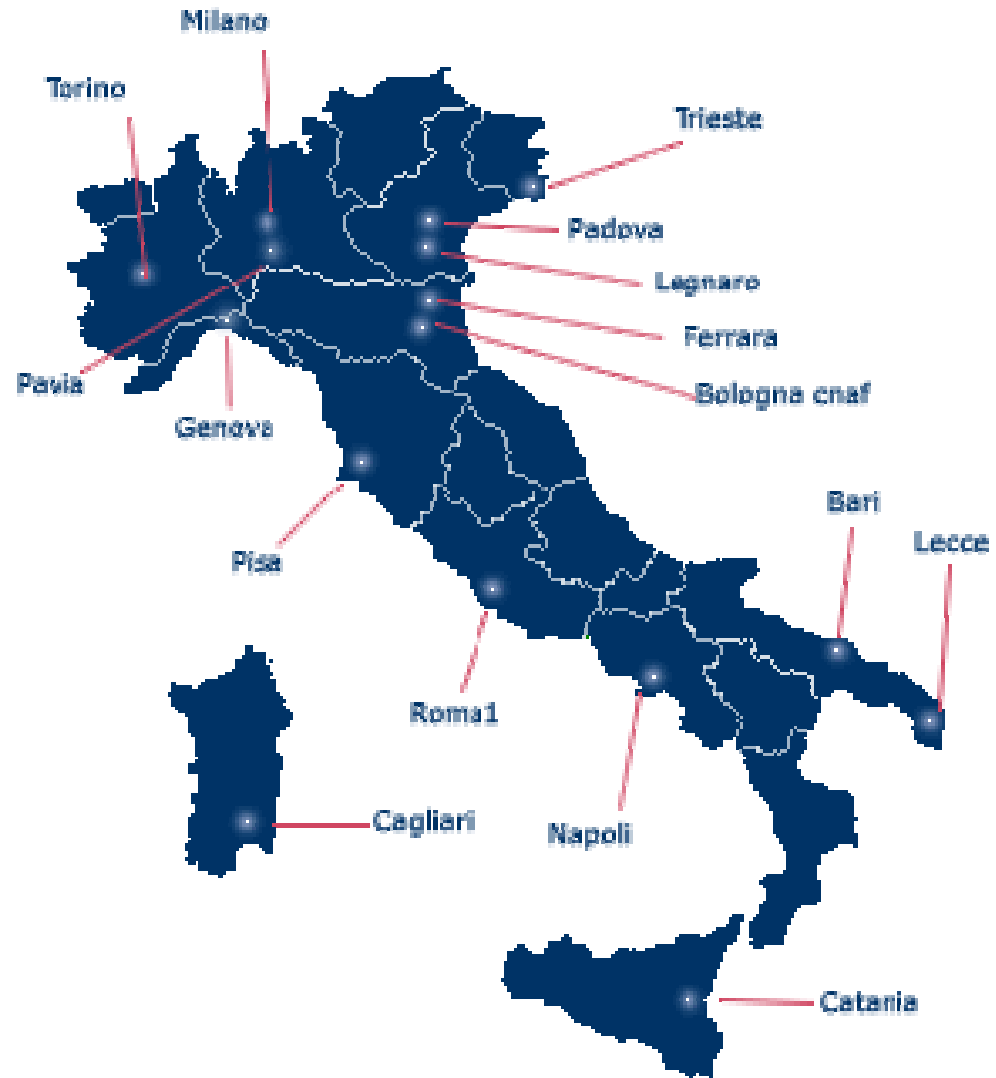 Milano
Torino
Trieste
Padova
Legnaro
Ferrara
Pavia
Bologna cnaf
Genova
Bari
Lecce
Pisa
Roma1
Cagliari
Napoli
Catania